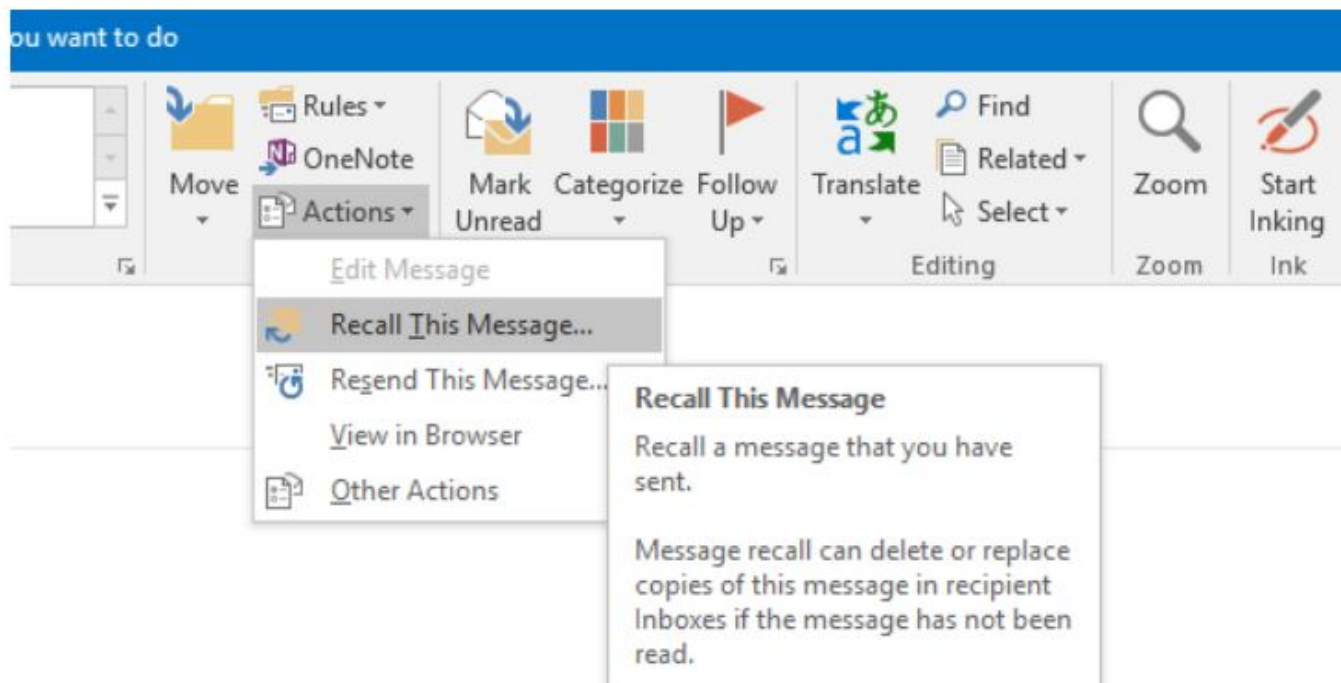 ou want to do
Rules
OneNote
Actions
Move
Mark
Unread
Categorize
Follow
Up
Translate
Find
Related
Select
Editing
Zoom
Zoom
Start
Inking
Ink
Edit Message
Recall This Message...
Resend This Message...
View in Browser
Other Actions
Recall This Message
Recall a message that you have
sent.
Message recall can delete or replace
copies of this message in recipient
Inboxes if the message has not been
read.